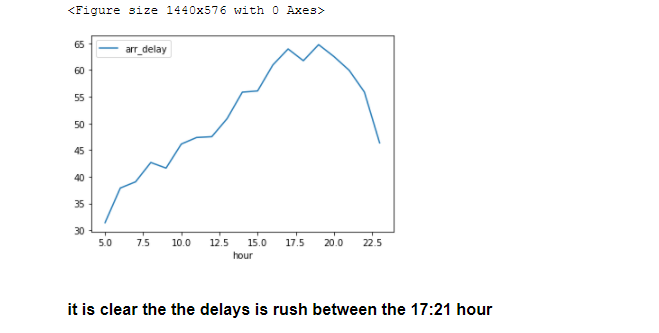 <Figure size 1440x576 with 0 Axes>
65
arr_delay
60
55
50
45
40
35
30
5.0 7.5 10.0 12.5 15.0 17.5 20.0 22.5
hour
it is clear the the delays is rush between the 17:21 hour